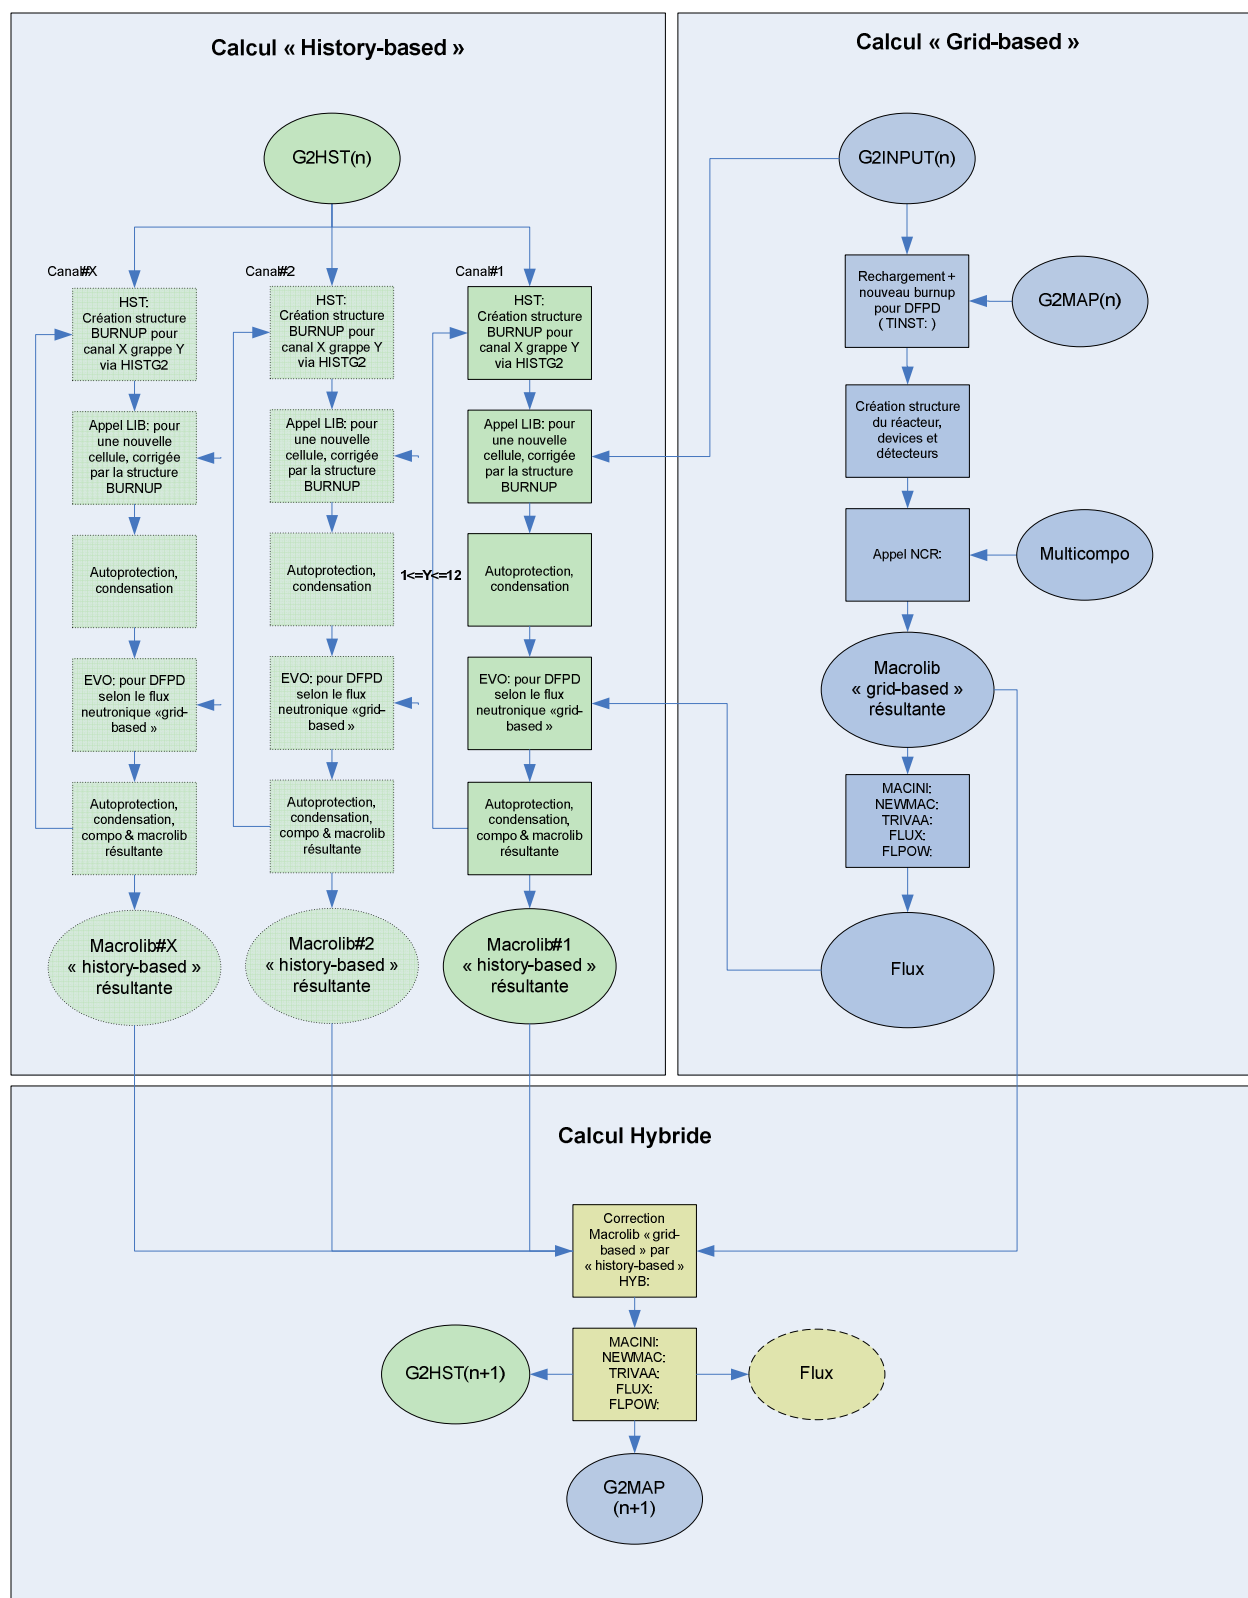 Calcul « History-based »
G2HST(n)
Canal#X
HST:
Création structure
BURNUP pour
canal X grappe Y
via HISTG2
Appel LIB: pour
une nouvelle
cellule, corrigée
par la structure
BURNUP
Autoprotection,
condensation
EVO: pour DFPD
selon le flux
neutronique «grid-
based »
Autoprotection,
condensation,
compo & macrolib
résultante
Macrolib#X
« history-based »
résultante
Canal#2
HST:
Création structure
BURNUP pour
canal X grappe Y
via HISTG2
Appel LIB: pour
une nouvelle
cellule, corrigée
par la structure
BURNUP
Autoprotection,
condensation
EVO: pour DFPD
selon le flux
neutronique «grid-
based »
Autoprotection,
condensation,
compo & macrolib
résultante
Macrolib#2
« history-based »
résultante
Canal#1
HST:
Création structure
BURNUP pour
canal X grappe Y
via HISTG2
Appel LIB: pour
une nouvelle
cellule, corrigée
par la structure
BURNUP
1<=Y<=12
Autoprotection,
condensation
EVO: pour DFPD
selon le flux
neutronique «grid-
based »
Autoprotection,
condensation,
compo & macrolib
résultante
Macrolib#1
« history-based »
résultante
Calcul « Grid-based »
G2INPUT(n)
Rechargement +
nouveau burnup
pour DFPD
( TINST: )
G2MAP(n)
Création structure
du réacteur,
devices et
détecteurs
Appel NCR:
Multicompo
Macrolib
« grid-based »
résultante
MACINI:
NEWMAC:
TRIVAA:
FLUX:
FLPOW:
Flux
Calcul Hybride
Correction
Macrolib « grid-
based » par
« history-based »
HYB:
G2HST(n+1)
MACINI:
NEWMAC:
TRIVAA:
FLUX:
FLPOW:
Flux
G2MAP
(n+1)